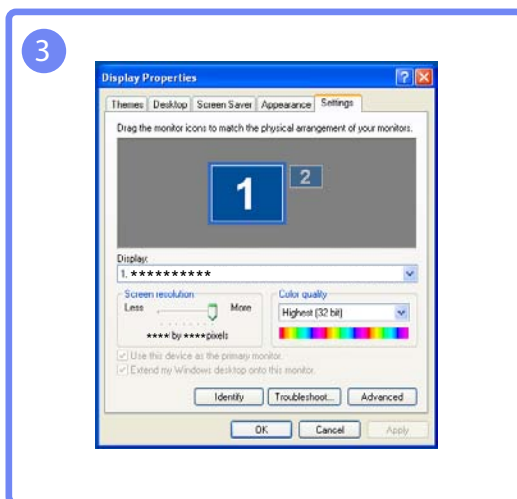 3
Display Properties
Themes Desktop Screen Saver Appearance Settings
Drag the monitor icons to match the physical arrangement of your monitors.
1 2
Display:
1. **********
Screen resolution Color quality
Less More Highest (32 bit)
**** by **** pixels
Use this device as the primary monitor.
Extend my Windows desktop onto this monitor.
Identify Troubleshoot... Advanced
OK Cancel Apply